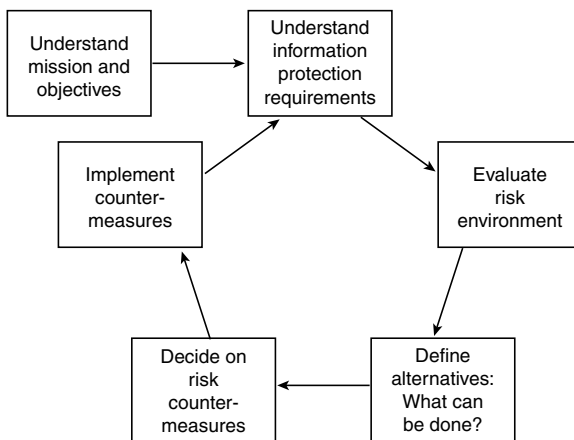 Understand
mission and
objectives
Understand
information
protection
requirements
Evaluate
risk
environment
Define
alternatives:
What can
be done?
Decide on
risk
counter-
measures
Implement
counter-
measures